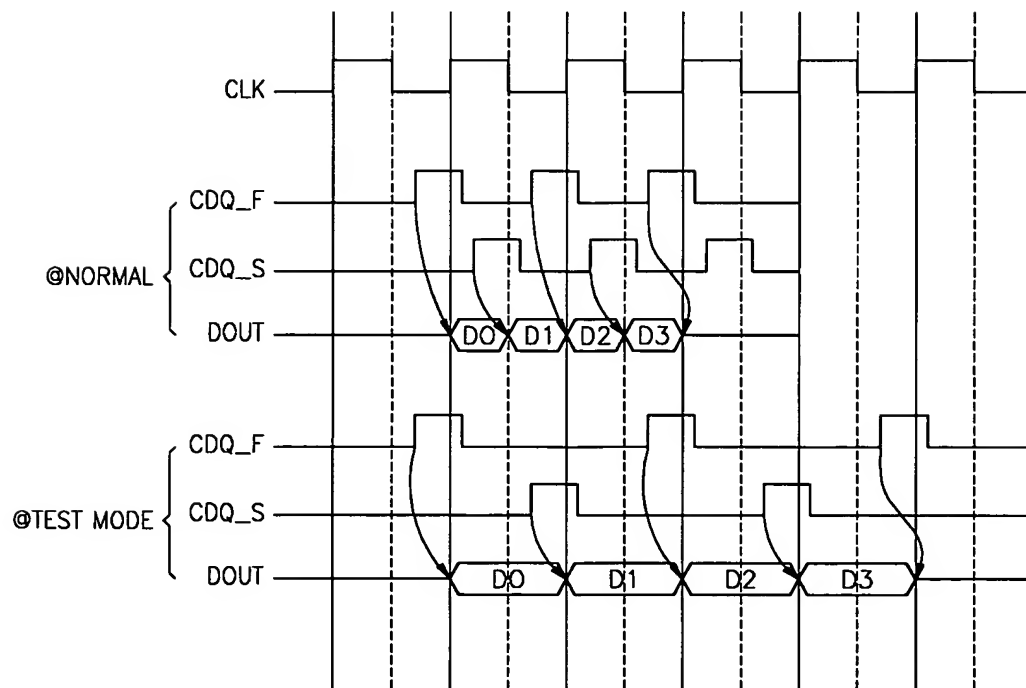 CLK
@NORMAL
CDQ_F
CDQ_S
DOUT
D0 D1 D2 D3
@TEST MODE
CDQ_F
CDQ_S
DOUT
D0 D1 D2 D3